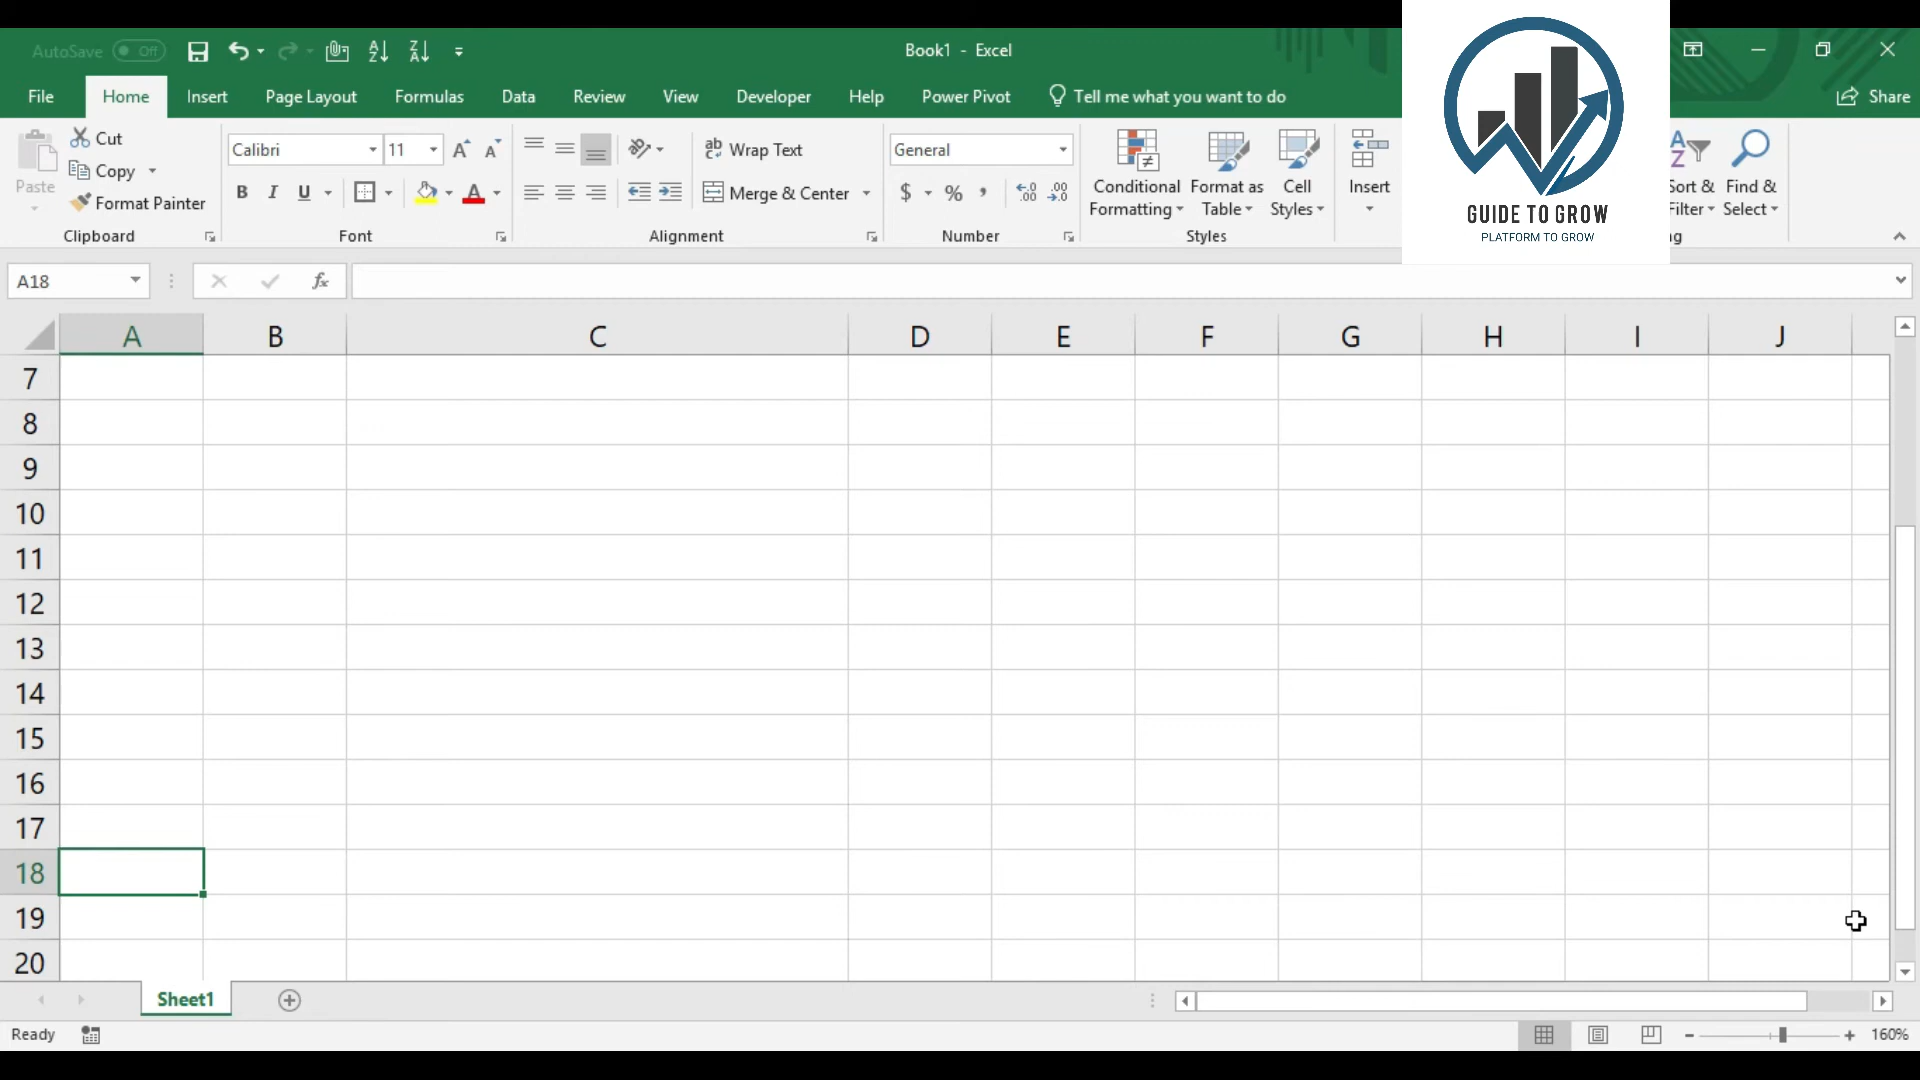 AutoSave Off
Book1 - Excel
File Home Insert Page Layout Formulas Data Review View Developer Help Power Pivot Tell me what you want to do Share
Paste
Cut
Copy
Format Painter
Clipboard
Calibri 11
B I U A
Font
ab Wrap Text
Merge & Center
Alignment
General
$ % ,
Number
Conditional Formatting
Format as Table
Cell Styles
Styles
Insert
GUIDE TO GROW
PLATFORM TO GROW
Sort & Filter
Find & Select
A18
fx
A B C D E F G H I J
7
8
9
10
11
12
13
14
15
16
17
18
19
20
Sheet1
Ready
160%